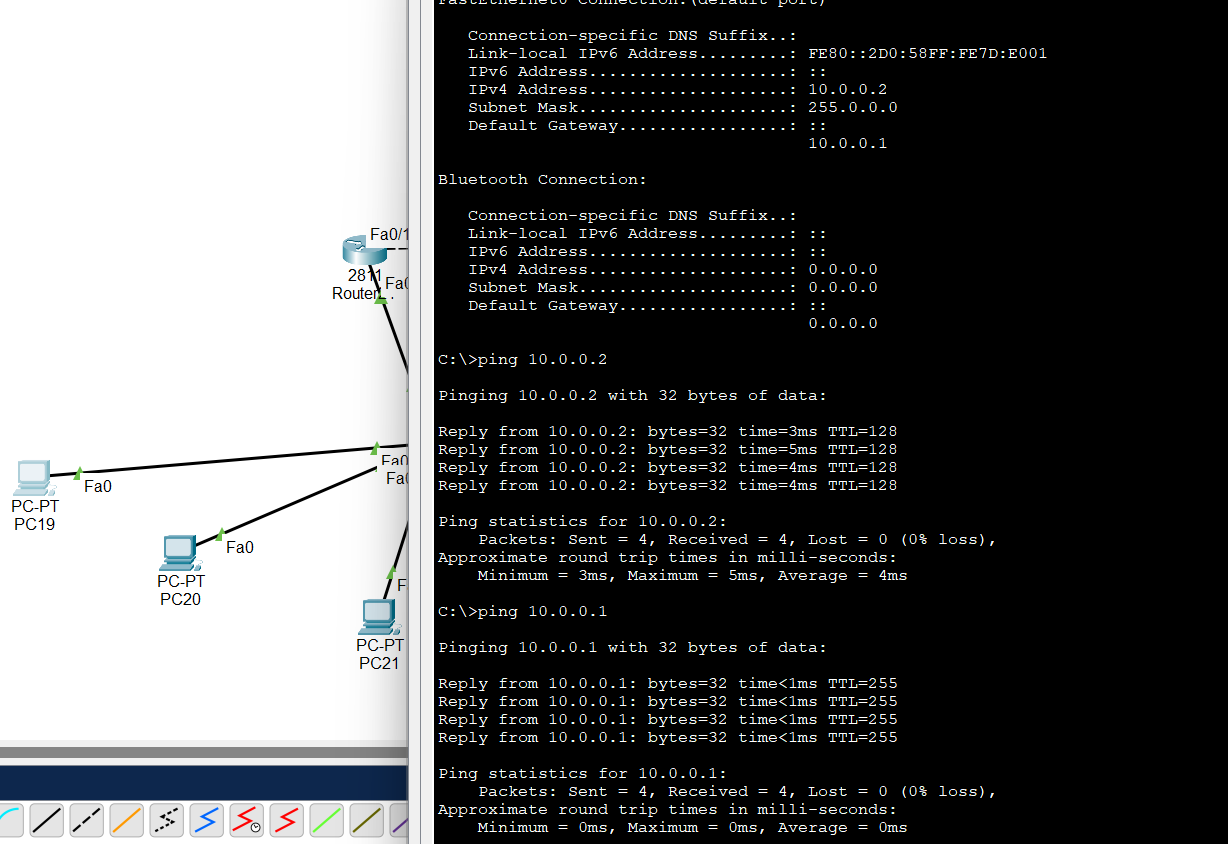 FastEthernet0 Connection:(default port)
Connection-specific DNS Suffix..:
Link-local IPv6 Address.........: FE80::2D0:58FF:FE7D:E001
IPv6 Address....................: ::
IPv4 Address....................: 10.0.0.2
Subnet Mask.....................: 255.0.0.0
Default Gateway.................: ::
10.0.0.1
Bluetooth Connection:
Connection-specific DNS Suffix..:
Link-local IPv6 Address.........: ::
IPv6 Address....................: ::
IPv4 Address....................: 0.0.0.0
Subnet Mask.....................: 0.0.0.0
Default Gateway.................: ::
0.0.0.0
C:\>ping 10.0.0.2
Pinging 10.0.0.2 with 32 bytes of data:
Reply from 10.0.0.2: bytes=32 time=3ms TTL=128
Reply from 10.0.0.2: bytes=32 time=5ms TTL=128
Reply from 10.0.0.2: bytes=32 time=4ms TTL=128
Reply from 10.0.0.2: bytes=32 time=4ms TTL=128
Ping statistics for 10.0.0.2:
Packets: Sent = 4, Received = 4, Lost = 0 (0% loss),
Approximate round trip times in milli-seconds:
Minimum = 3ms, Maximum = 5ms, Average = 4ms
C:\>ping 10.0.0.1
Pinging 10.0.0.1 with 32 bytes of data:
Reply from 10.0.0.1: bytes=32 time<1ms TTL=255
Reply from 10.0.0.1: bytes=32 time<1ms TTL=255
Reply from 10.0.0.1: bytes=32 time<1ms TTL=255
Reply from 10.0.0.1: bytes=32 time<1ms TTL=255
Ping statistics for 10.0.0.1:
Packets: Sent = 4, Received = 4, Lost = 0 (0% loss),
Approximate round trip times in milli-seconds:
Minimum = 0ms, Maximum = 0ms, Average = 0ms
Fa0/1
2811
Fa0
Fa0
Fa0
PC-PT
PC19
Fa0
Fa0
PC-PT
PC20
F
PC-PT
PC21